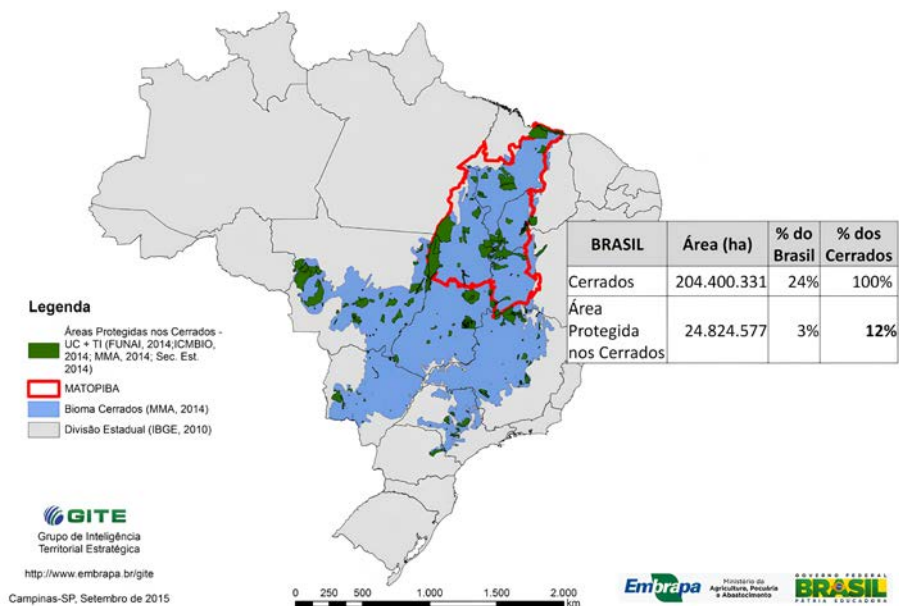 BRASIL Área (ha) % do Brasil % dos Cerrados
Cerrados 204.400.331 24% 100%
Área Protegida nos Cerrados 24.824.577 3% 12%
Legenda
Áreas Protegidas nos Cerrados -
UC + TI (FUNAI, 2014;ICMBIO,
2014; MMA, 2014; Sec. Est.
2014)
MATOPIBA
Bioma Cerrados (MMA, 2014)
Divisão Estadual (IBGE, 2010)
GITE
Grupo de Inteligência
Territorial Estratégica
http://www.embrapa.br/gite
Campinas-SP, Setembro de 2015
0 250 500 1.000 1.500 2.000
km
Embrapa
Ministério da
Agricultura, Pecuária
e Abastecimento
GOVERNO FEDERAL
BRASIL
PÁTRIA EDUCADORA